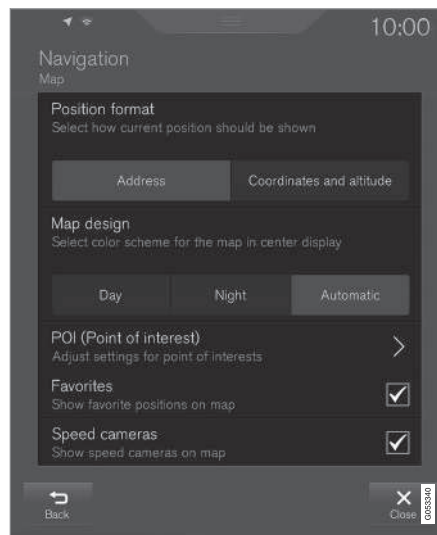 10:00
Navigation
Map
Position format
Select how current position should be shown
Address
Coordinates and altitude
Map design
Select color scheme for the map in center display
Day
Night
Automatic
POI (Point of interest)
Adjust settings for point of interests
Favorites
Show favorite positions on map
Speed cameras
Show speed cameras on map
Back
Close
G053340